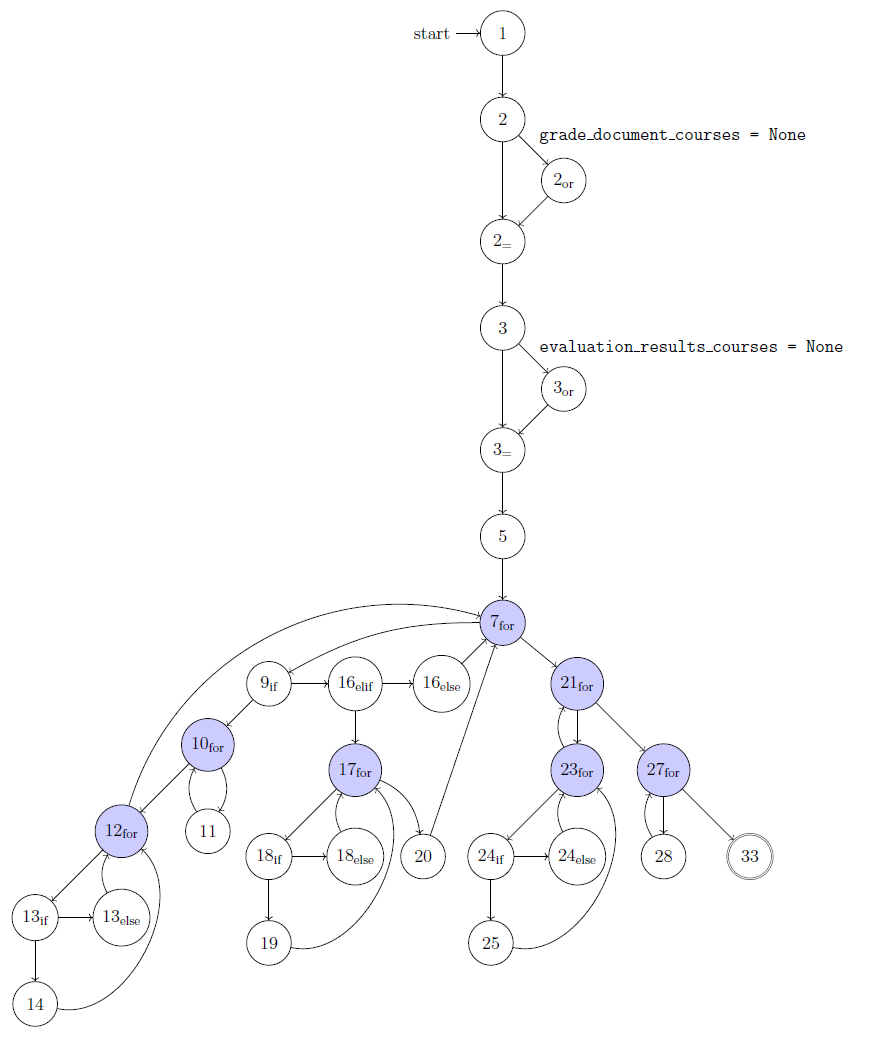 start 1
2
grade_document_courses = None
2or
2=
3
evaluation_results_courses = None
3or
3=
5
7for
9if 16elif 16else 21for
10for 17for 23for 27for
12for 11 18if 18else 20 24if 24else 28 33
13if 13else 19 25
14